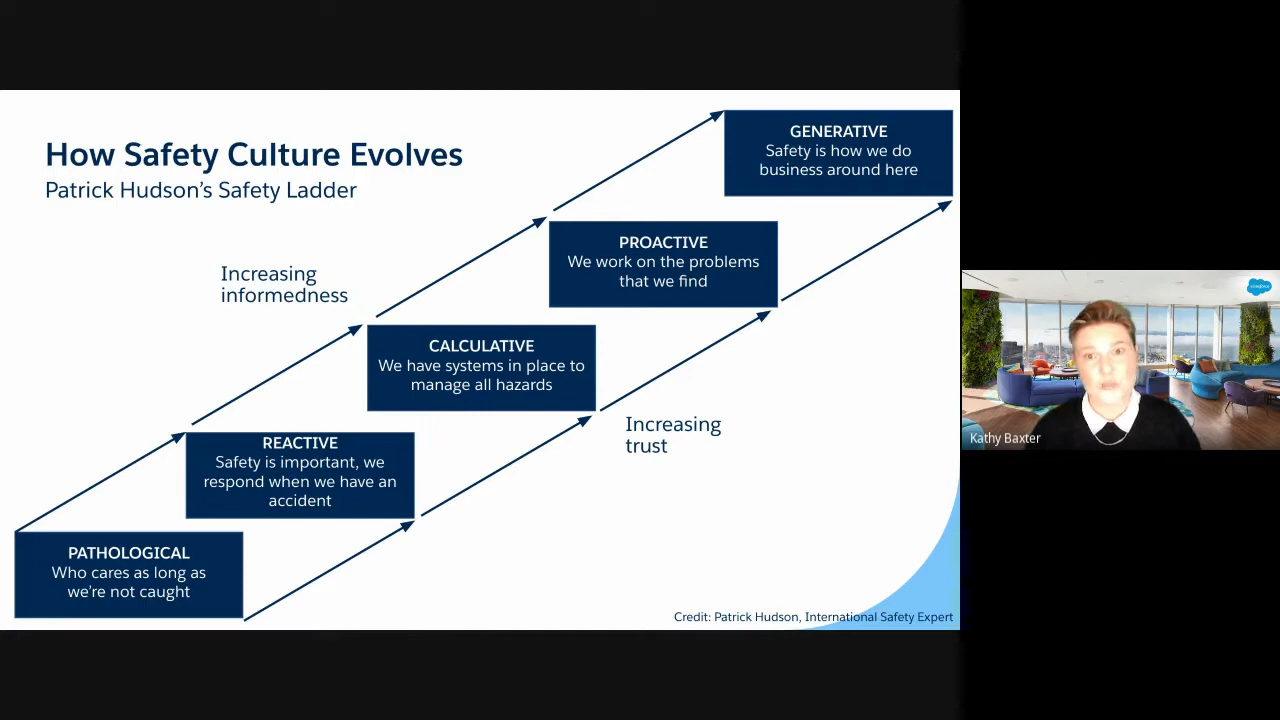 How Safety Culture Evolves
Patrick Hudson's Safety Ladder
GENERATIVE
Safety is how we do
business around here
PROACTIVE
We work on the problems
that we find
Increasing
informedness
CALCULATIVE
We have systems in place to
manage all hazards
Increasing
trust
REACTIVE
Safety is important, we
respond when we have an
accident
PATHOLOGICAL
Who cares as long as
we're not caught
Credit: Patrick Hudson, International Safety Expert
salesforce
Kathy Baxter